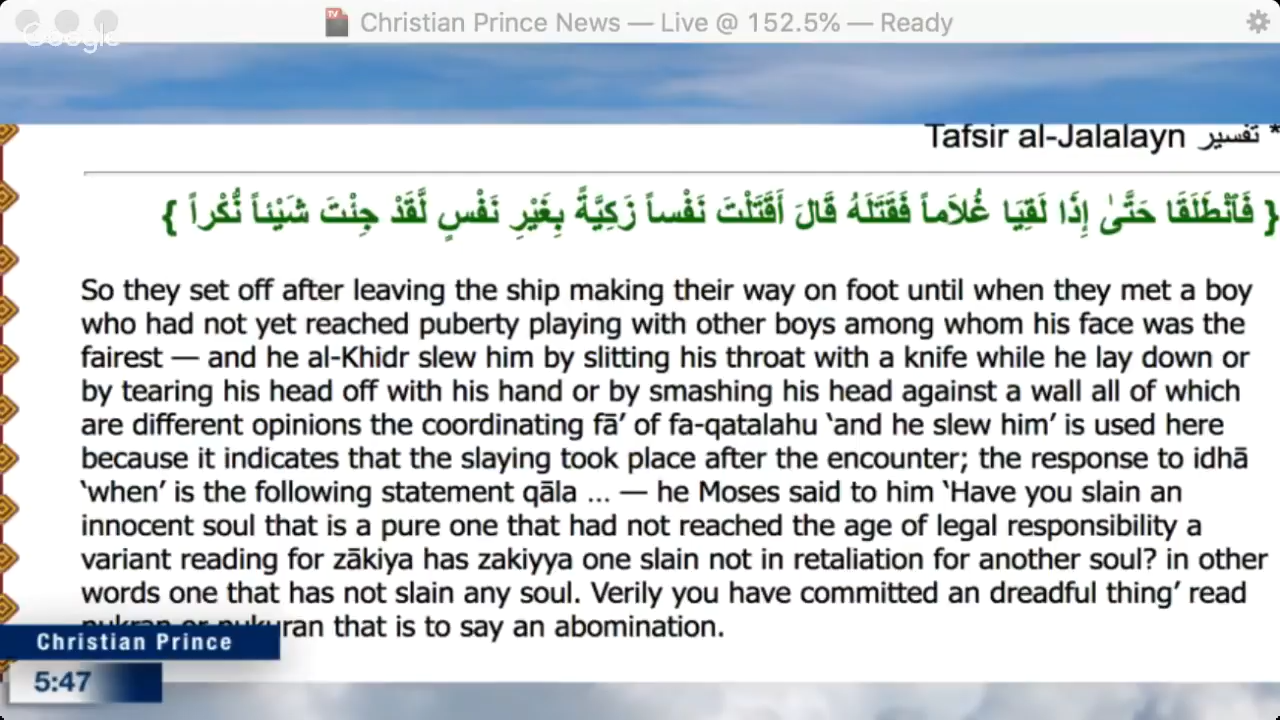 TV
Christian Prince News — Live @ 152.5% — Ready
Google
Tafsir al-Jalalayn تفسير *
{ فَٱنْطَلَقَا حَتَّىٰ إِذَا لَقِيَا غُلاَماً فَقَتَلَهُ قَالَ أَقَتَلْتَ نَفْساً زَكِيَّةً بِغَيْرِ نَفْسٍ لَّقَدْ جِئْتَ شَيْئاً نُّكْراً }
So they set off after leaving the ship making their way on foot until when they met a boy
who had not yet reached puberty playing with other boys among whom his face was the
fairest — and he al-Khidr slew him by slitting his throat with a knife while he lay down or
by tearing his head off with his hand or by smashing his head against a wall all of which
are different opinions the coordinating fā’ of fa-qatalahu ‘and he slew him’ is used here
because it indicates that the slaying took place after the encounter; the response to idhā
‘when’ is the following statement qāla … — he Moses said to him ‘Have you slain an
innocent soul that is a pure one that had not reached the age of legal responsibility a
variant reading for zākiya has zakiyya one slain not in retaliation for another soul? in other
words one that has not slain any soul. Verily you have committed an dreadful thing’ read
that is to say an abomination.
Christian Prince
5:47